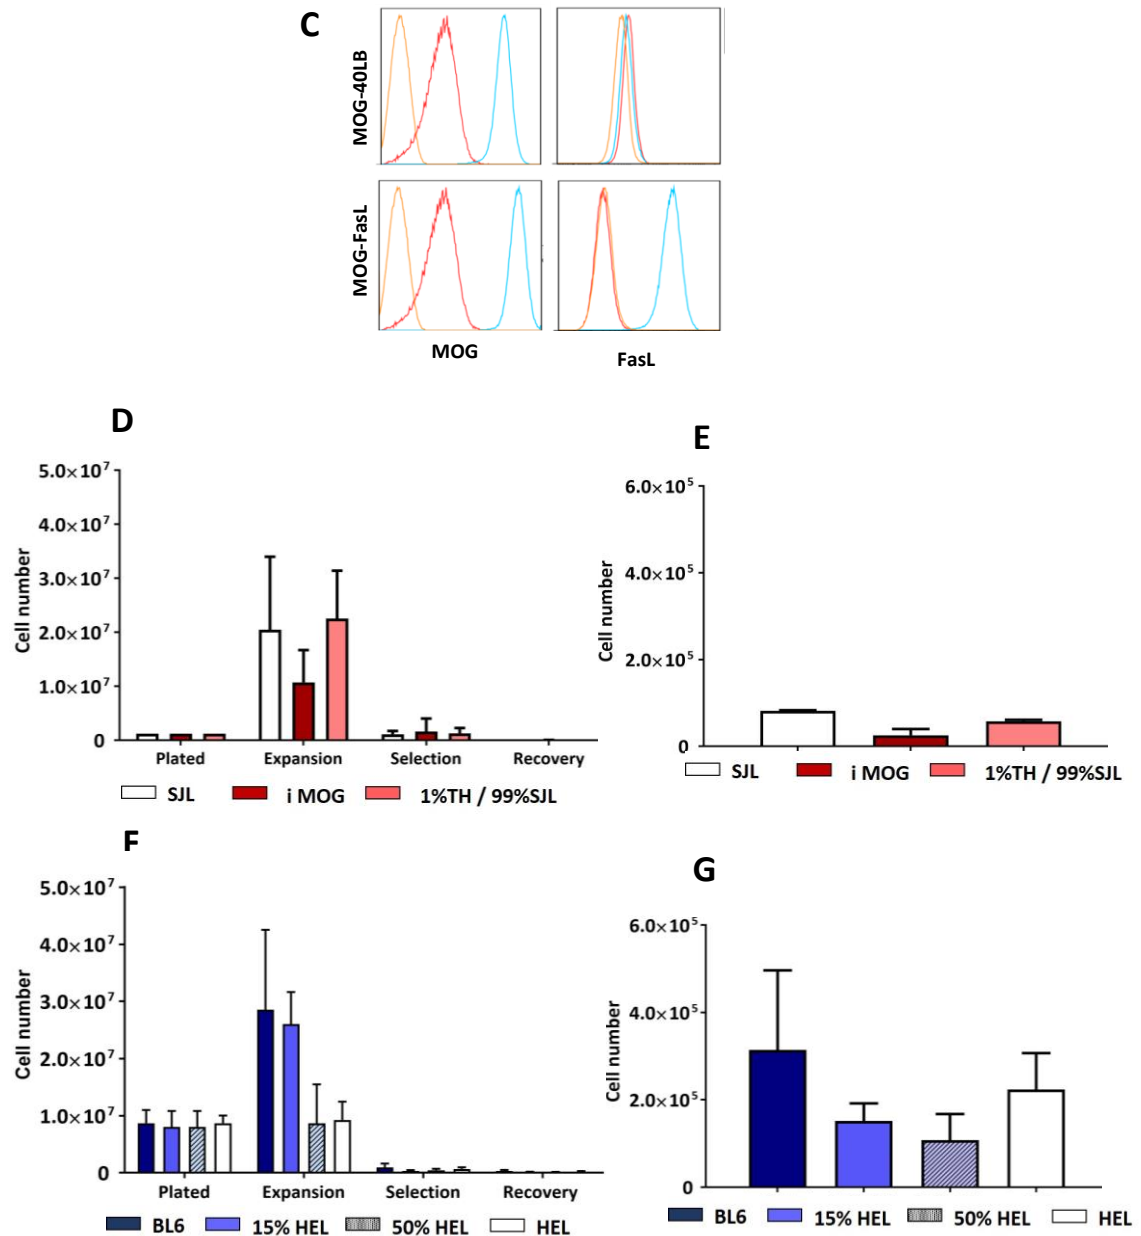 C
MOG-40LB
MOG-FasL
MOG
FasL
D
5.0×10⁷
4.0×10⁷
3.0×10⁷
2.0×10⁷
1.0×10⁷
0
Cell number
Plated Expansion Selection Recovery
SJL i MOG 1%TH / 99%SJL
E
6.0×10⁵
4.0×10⁵
2.0×10⁵
0
Cell number
SJL i MOG 1%TH / 99%SJL
F
5.0×10⁷
4.0×10⁷
3.0×10⁷
2.0×10⁷
1.0×10⁷
0
Cell number
Plated Expansion Selection Recovery
BL6 15% HEL 50% HEL HEL
G
6.0×10⁵
4.0×10⁵
2.0×10⁵
0
Cell number
BL6 15% HEL 50% HEL HEL